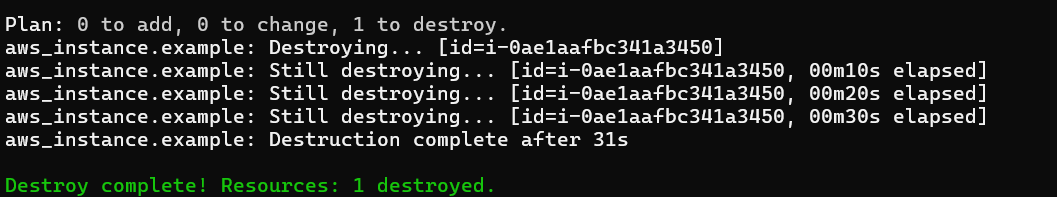 Plan: 0 to add, 0 to change, 1 to destroy.
aws_instance.example: Destroying... [id=i-0ae1aafbc341a3450]
aws_instance.example: Still destroying... [id=i-0ae1aafbc341a3450, 00m10s elapsed]
aws_instance.example: Still destroying... [id=i-0ae1aafbc341a3450, 00m20s elapsed]
aws_instance.example: Still destroying... [id=i-0ae1aafbc341a3450, 00m30s elapsed]
aws_instance.example: Destruction complete after 31s
Destroy complete! Resources: 1 destroyed.